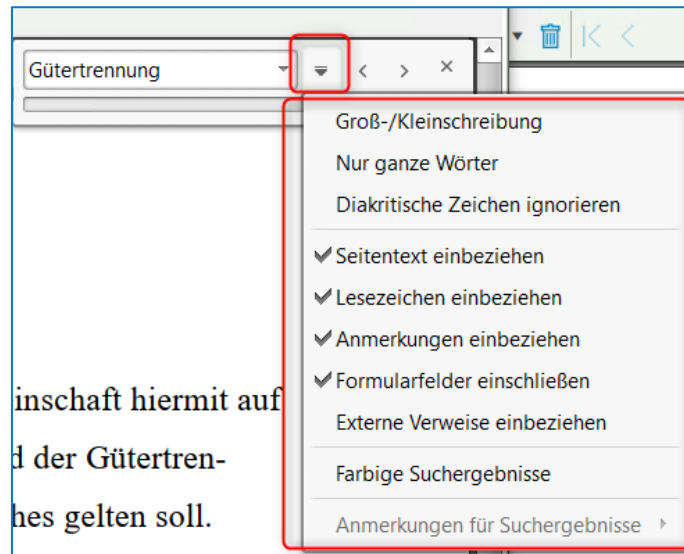 Gütertrennung
Groß-/Kleinschreibung
Nur ganze Wörter
Diakritische Zeichen ignorieren
Seitentext einbeziehen
Lesezeichen einbeziehen
Anmerkungen einbeziehen
Formularfelder einschließen
Externe Verweise einbeziehen
Farbige Suchergebnisse
Anmerkungen für Suchergebnisse
einschaft hiermit auf
d der Gütertren-
hes gelten soll.